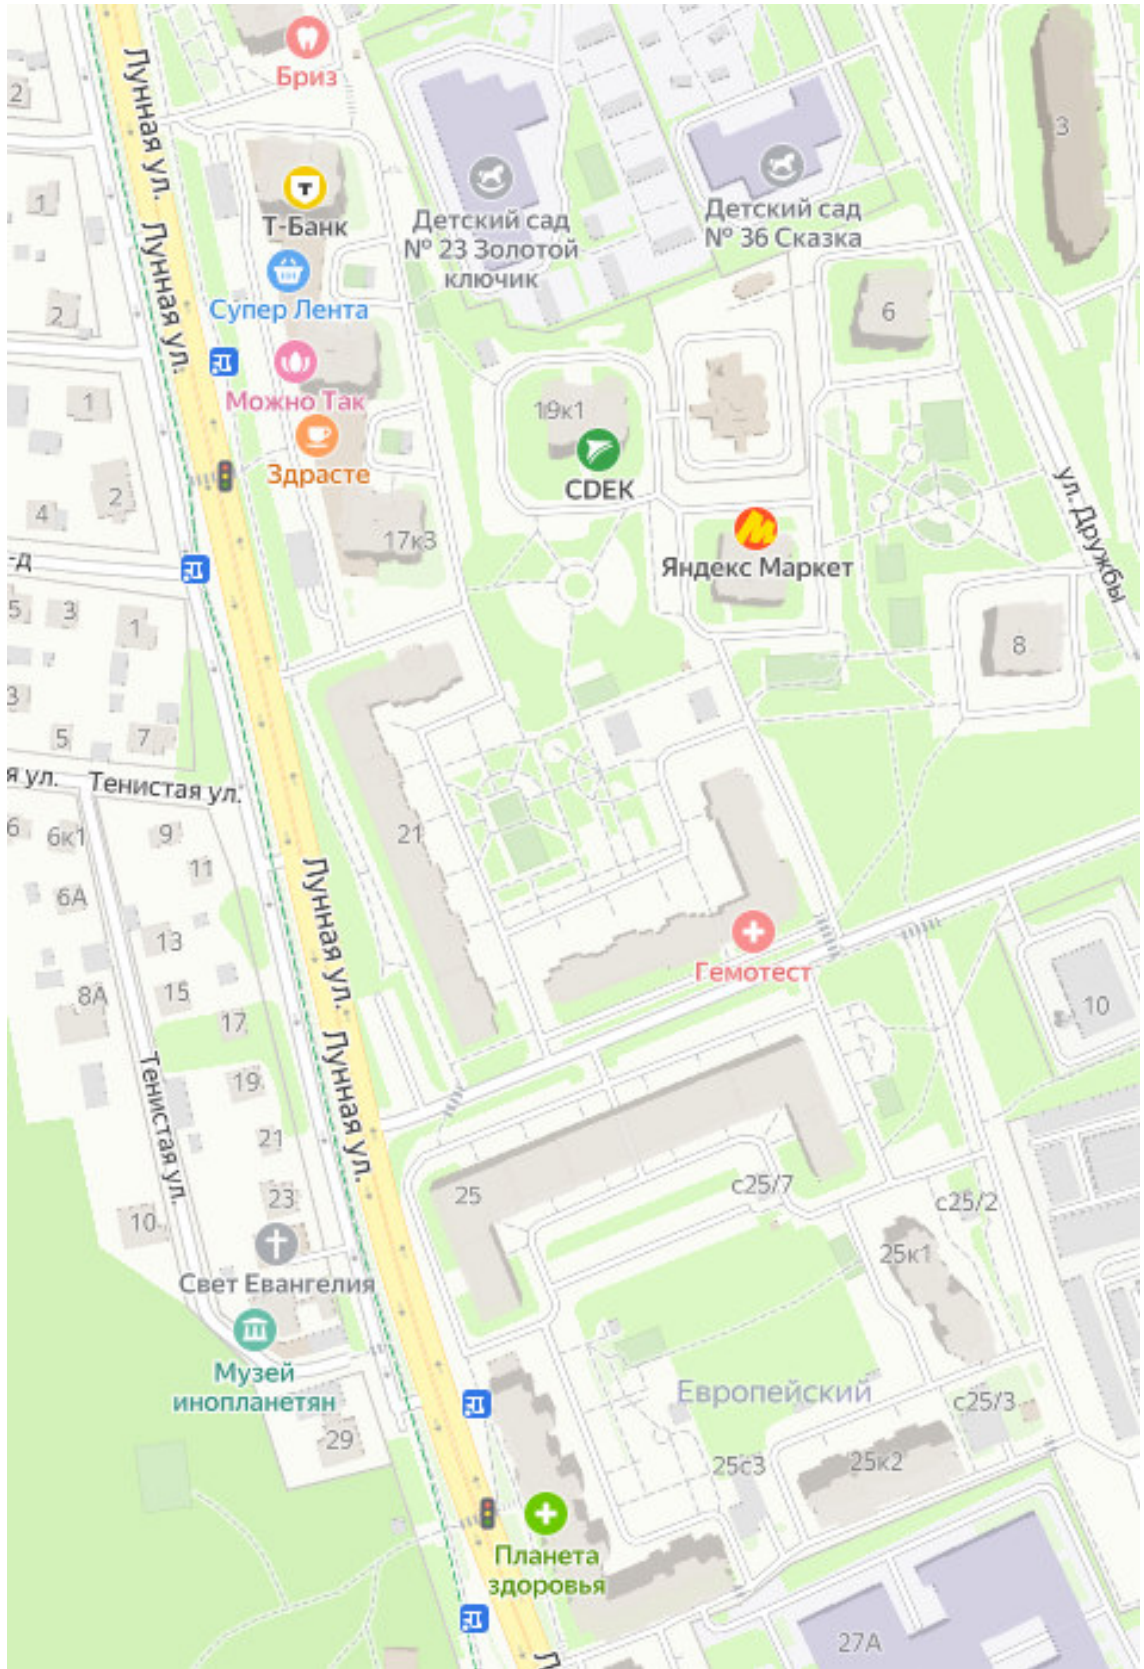 Бриз
2
Лунная ул.
3
Детский сад
№ 23 Золотой
ключик
Детский сад
№ 36 Сказка
Т-Банк
1
Лунная ул.
Супер Лента
2
6
Можно Так
4
1
19к1
Здрасте
CDEK
2
4
17к3
Яндекс Маркет
ул. Дружбы
-д
5
3
1
8
3
5
7
я ул.
Тенистая ул.
6
6к1
9
21
11
6А
Лунная ул.
13
Гемотест
8А
15
17
10
Лунная ул.
Тенистая ул.
19
21
23
25
с25/7
с25/2
10
25к1
Свет Евангелия
Музей
инопланетян
Европейский
с25/3
29
25с3
25к2
Планета
здоровья
27А
Л